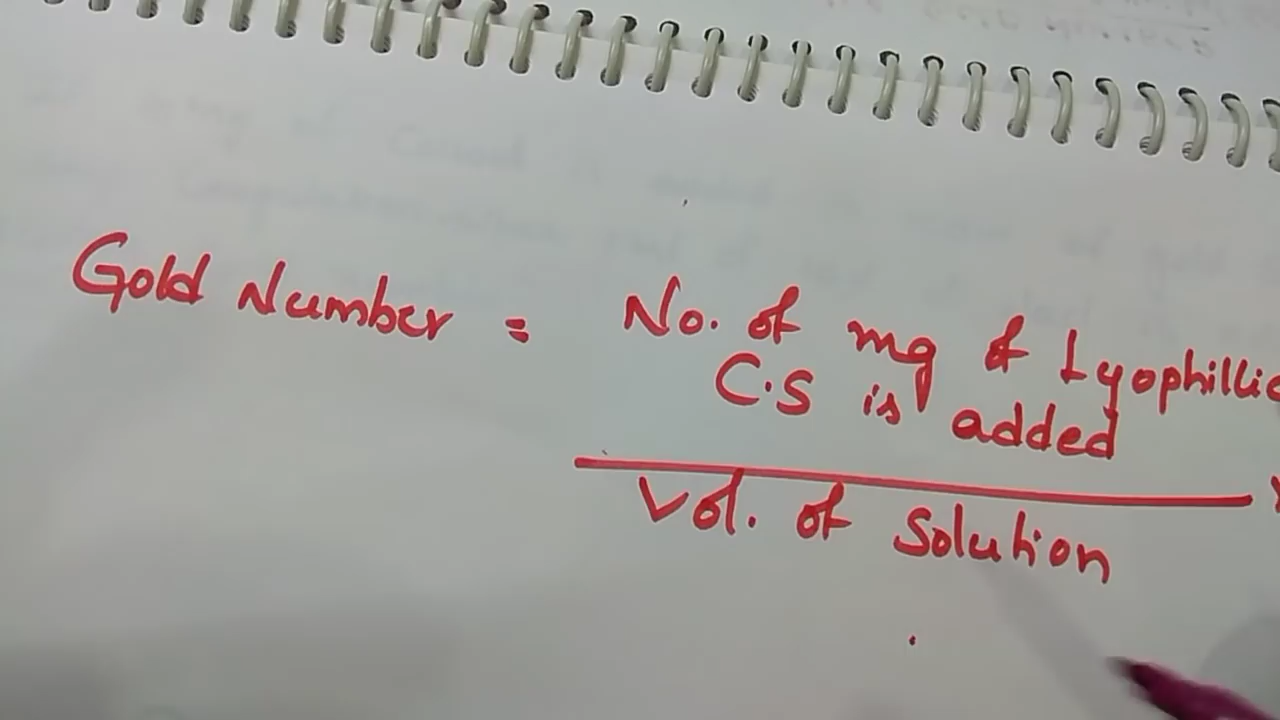 Gold Number = No. of mg of Lyophillic
C.S is added
Vol. of Solution